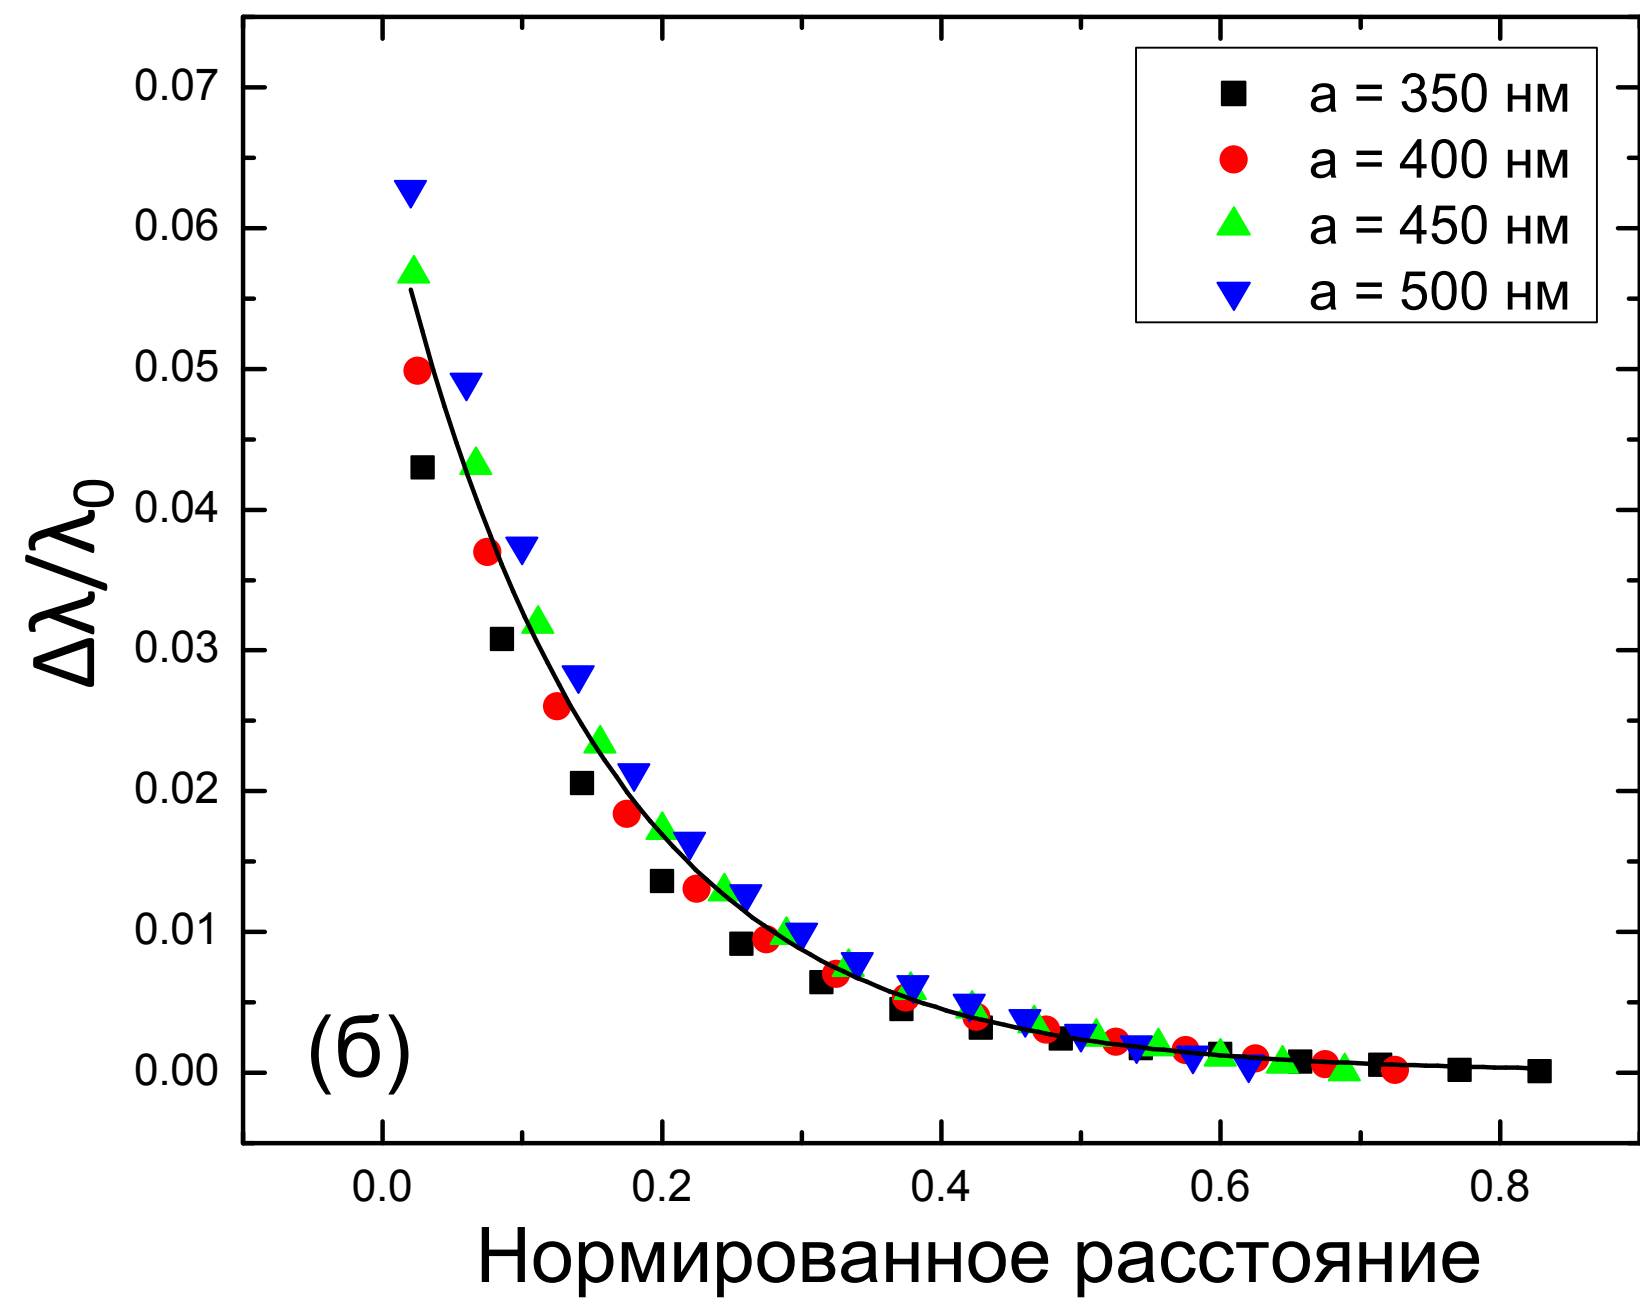 0.07
0.06
0.05
0.04
0.03
0.02
0.01
0.00
Δλ/λ0
a = 350 нм
a = 400 нм
a = 450 нм
a = 500 нм
(б)
0.0 0.2 0.4 0.6 0.8
Нормированное расстояние